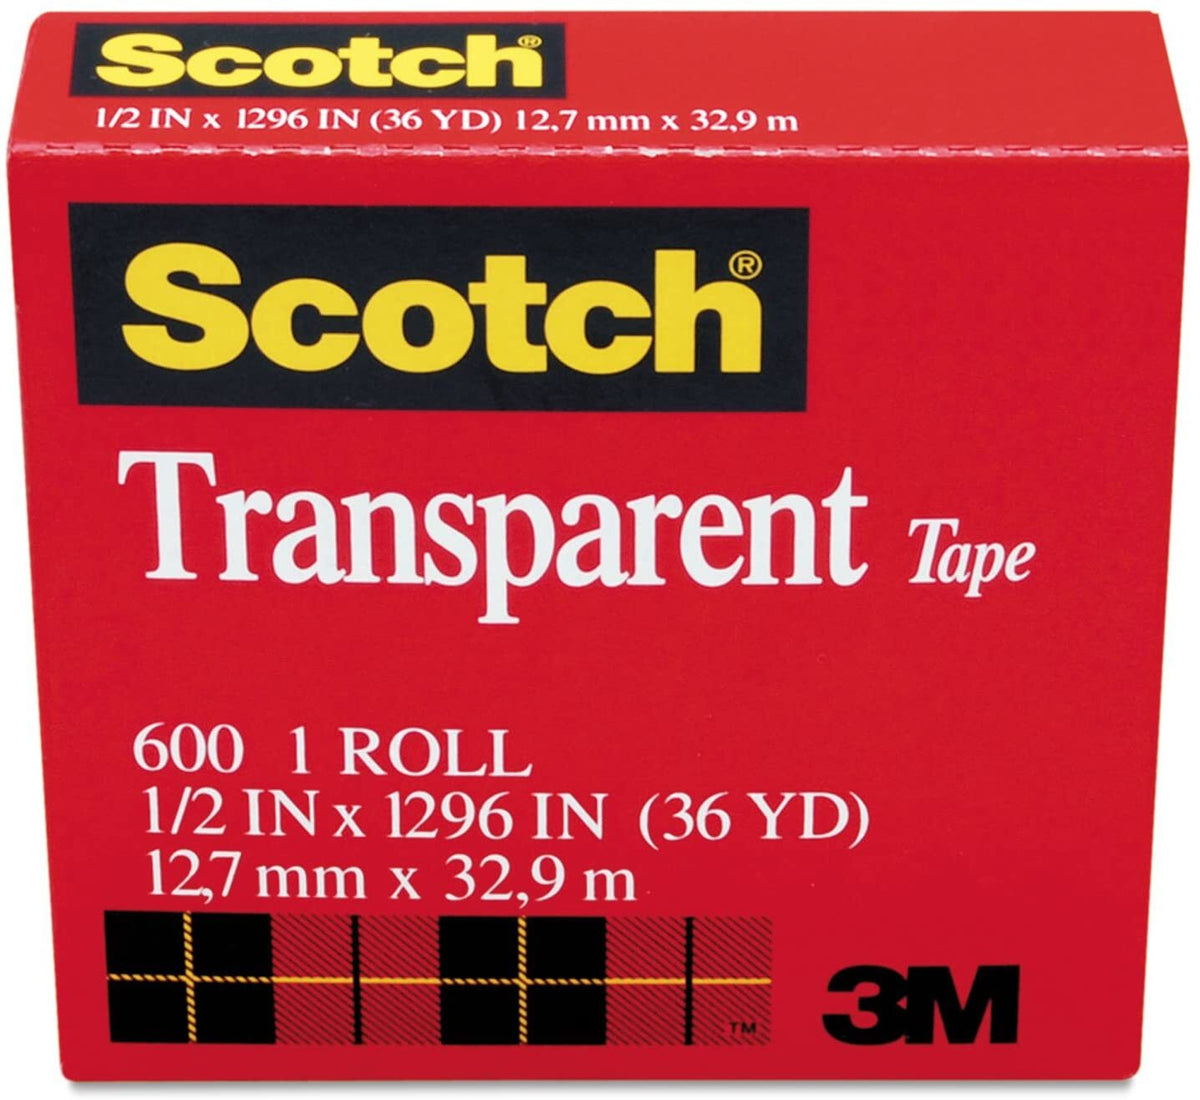 Scotch®
1/2 IN x 1296 IN (36 YD) 12,7 mm x 32,9 m
Scotch®
Transparent Tape
600 1 ROLL
1/2 IN x 1296 IN (36 YD)
12,7 mm x 32,9 m
TM
3M